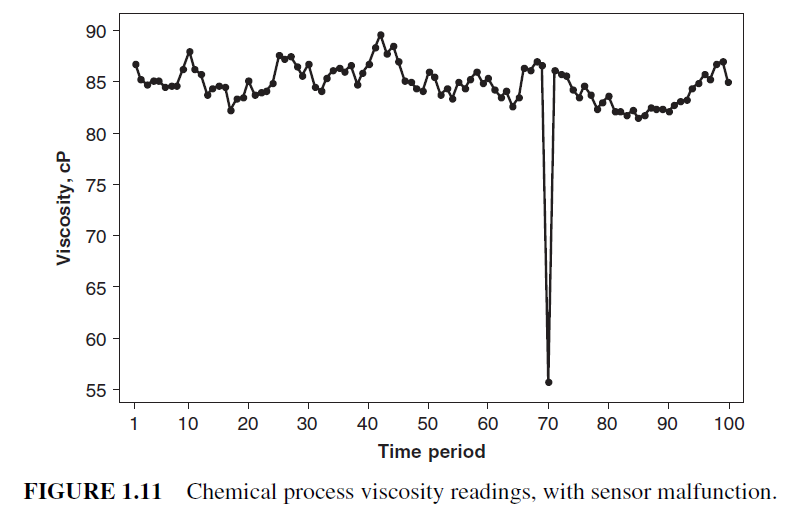 90
85
80
75
70
65
60
55
Viscosity, cP
1 10 20 30 40 50 60 70 80 90 100
Time period
FIGURE 1.11 Chemical process viscosity readings, with sensor malfunction.